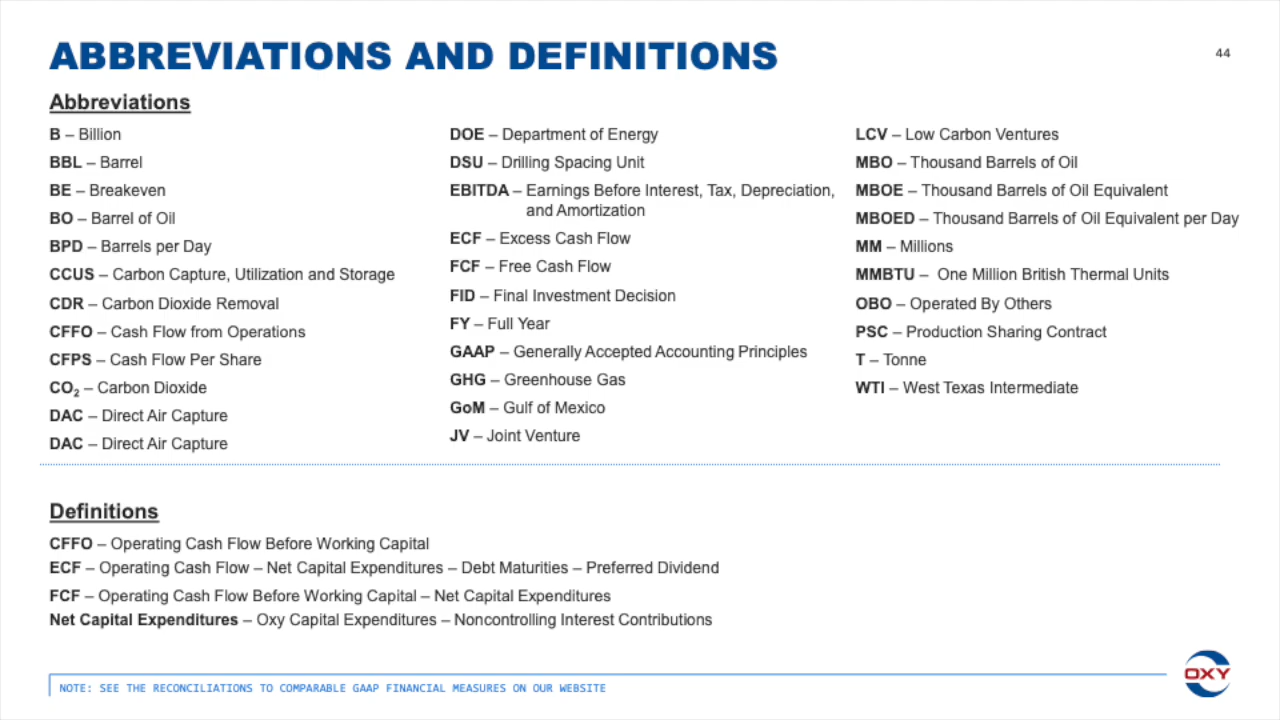 ABBREVIATIONS AND DEFINITIONS
44
Abbreviations
B – Billion
BBL – Barrel
BE – Breakeven
BO – Barrel of Oil
BPD – Barrels per Day
CCUS – Carbon Capture, Utilization and Storage
CDR – Carbon Dioxide Removal
CFFO – Cash Flow from Operations
CFPS – Cash Flow Per Share
CO₂ – Carbon Dioxide
DAC – Direct Air Capture
DAC – Direct Air Capture
DOE – Department of Energy
DSU – Drilling Spacing Unit
EBITDA – Earnings Before Interest, Tax, Depreciation,
and Amortization
ECF – Excess Cash Flow
FCF – Free Cash Flow
FID – Final Investment Decision
FY – Full Year
GAAP – Generally Accepted Accounting Principles
GHG – Greenhouse Gas
GoM – Gulf of Mexico
JV – Joint Venture
LCV – Low Carbon Ventures
MBO – Thousand Barrels of Oil
MBOE – Thousand Barrels of Oil Equivalent
MBOED – Thousand Barrels of Oil Equivalent per Day
MM – Millions
MMBTU – One Million British Thermal Units
OBO – Operated By Others
PSC – Production Sharing Contract
T – Tonne
WTI – West Texas Intermediate
Definitions
CFFO – Operating Cash Flow Before Working Capital
ECF – Operating Cash Flow – Net Capital Expenditures – Debt Maturities – Preferred Dividend
FCF – Operating Cash Flow Before Working Capital – Net Capital Expenditures
Net Capital Expenditures – Oxy Capital Expenditures – Noncontrolling Interest Contributions
NOTE: SEE THE RECONCILIATIONS TO COMPARABLE GAAP FINANCIAL MEASURES ON OUR WEBSITE
OXY